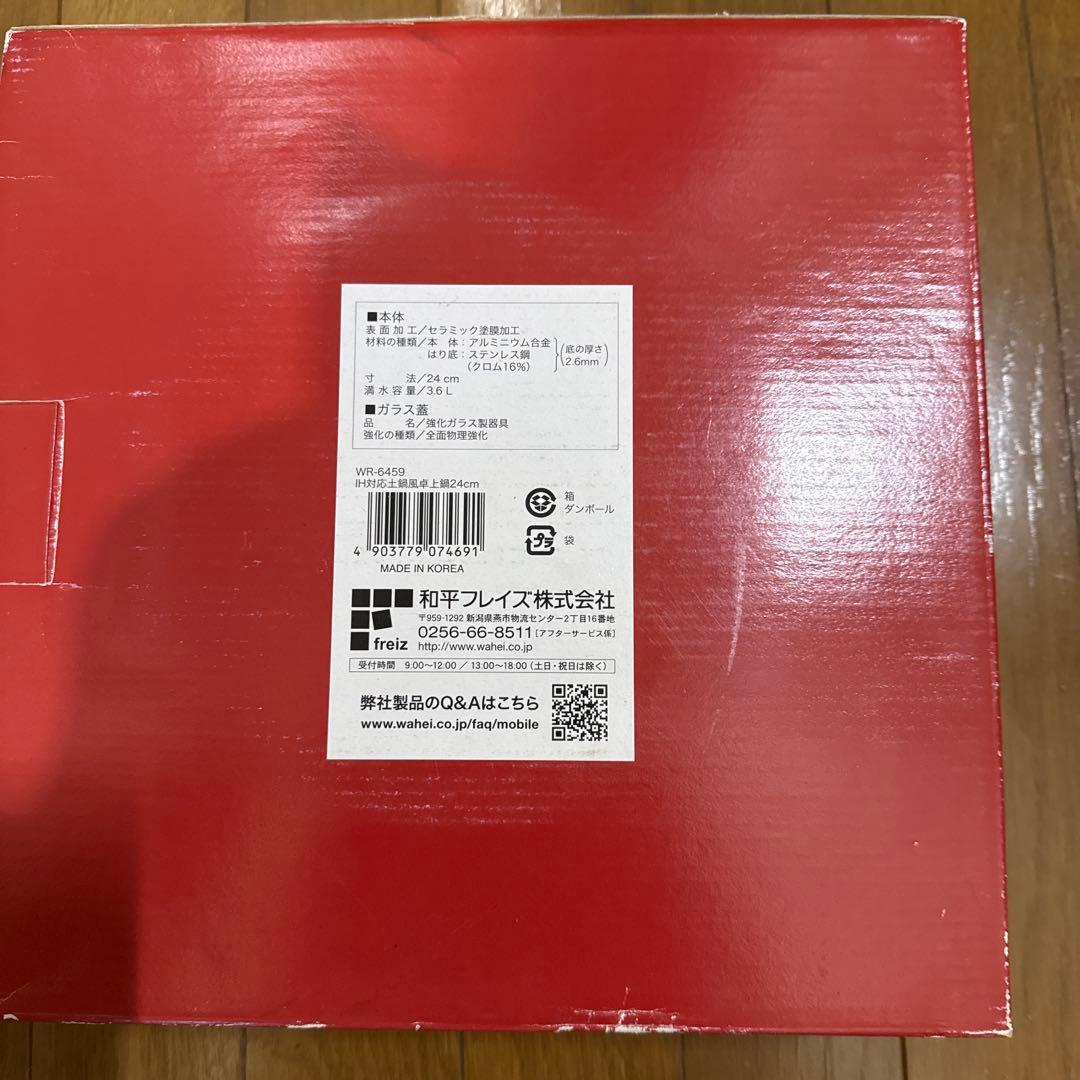 ■本体
表面加工／セラミック塗膜加工
材料の種類／本　体：アルミニウム合金
はり底：ステンレス鋼
(クロム16%)
(底の厚さ
2.6mm)
寸　　法／24 cm
満水容量／3.6 L
■ガラス蓋
品　　名／強化ガラス製器具
強化の種類／全面物理強化
WR-6459
IH対応土鍋風卓上鍋24cm
4 903779 074691
MADE IN KOREA
箱
ダンボール
プラ
袋
freiz
和平フレイズ株式会社
〒959-1292 新潟県燕市物流センター2丁目16番地
0256-66-8511［アフターサービス係］
http://www.wahei.co.jp
受付時間　9:00〜12:00 ／ 13:00〜18:00（土日・祝日は除く）
弊社製品のQ&Aはこちら
www.wahei.co.jp/faq/mobile